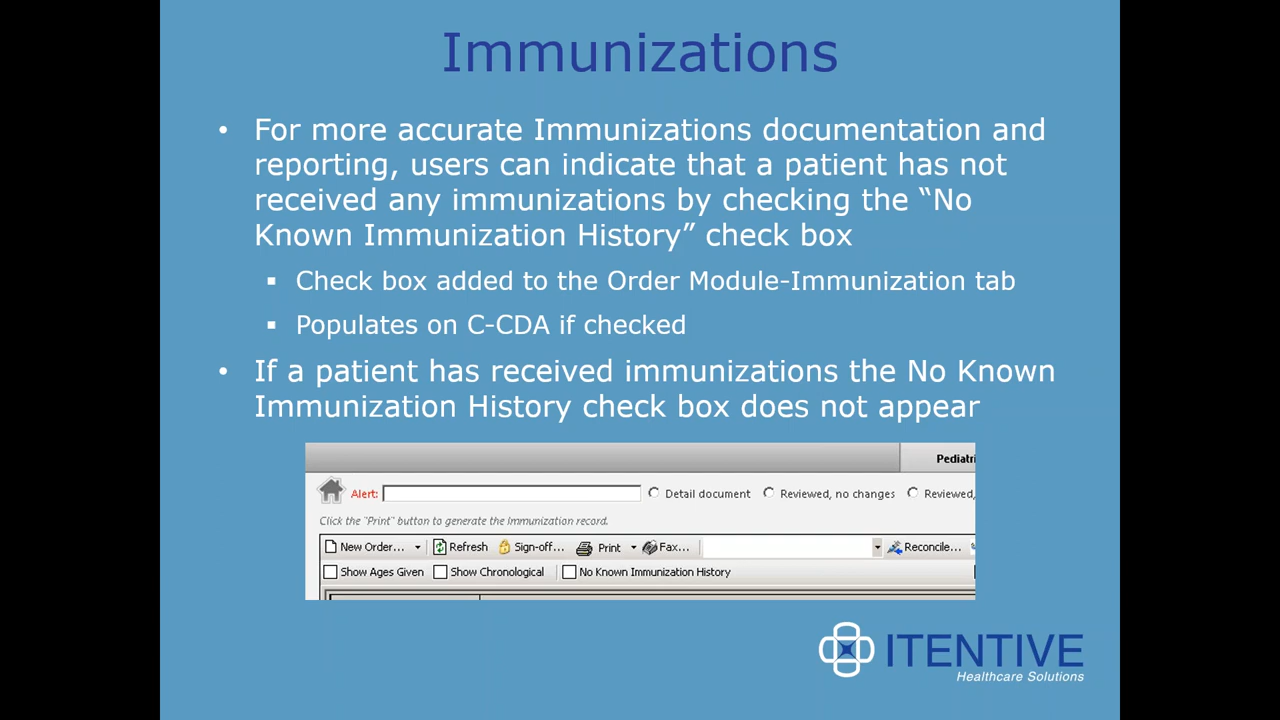 Immunizations
• For more accurate Immunizations documentation and
reporting, users can indicate that a patient has not
received any immunizations by checking the “No
Known Immunization History” check box
▪ Check box added to the Order Module-Immunization tab
▪ Populates on C-CDA if checked
• If a patient has received immunizations the No Known
Immunization History check box does not appear
Pediatri
Alert: Detail document Reviewed, no changes Reviewed,
Click the "Print" button to generate the Immunization record.
New Order... Refresh Sign-off... Print Fax... Reconcile...
Show Ages Given Show Chronological No Known Immunization History
ITENTIVE
Healthcare Solutions